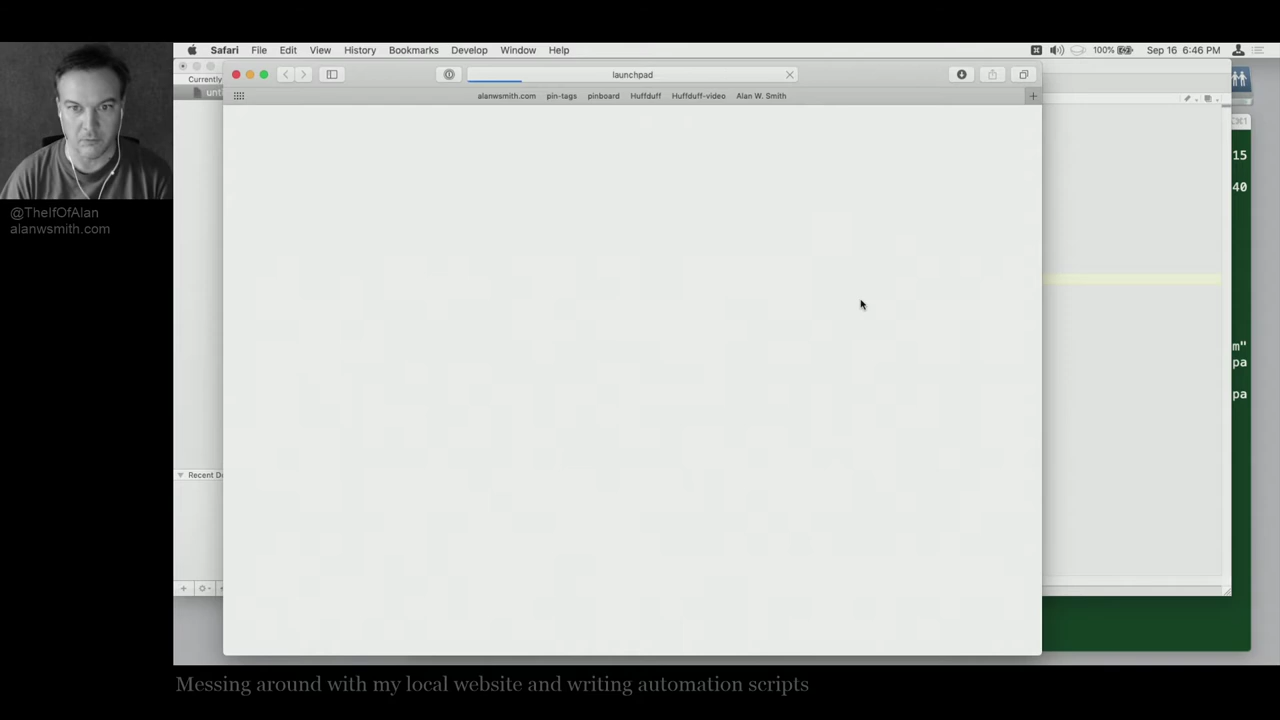 Safari File Edit View History Bookmarks Develop Window Help
100% Sep 16 6:46 PM
Currently
launchpad
alanwsmith.com pin-tags pinboard Huffduff Huffduff-video Alan W. Smith
⌘1
15
40
@TheIfOfAlan
alanwsmith.com
m"
pa
pa
Recent D
Messing around with my local website and writing automation scripts